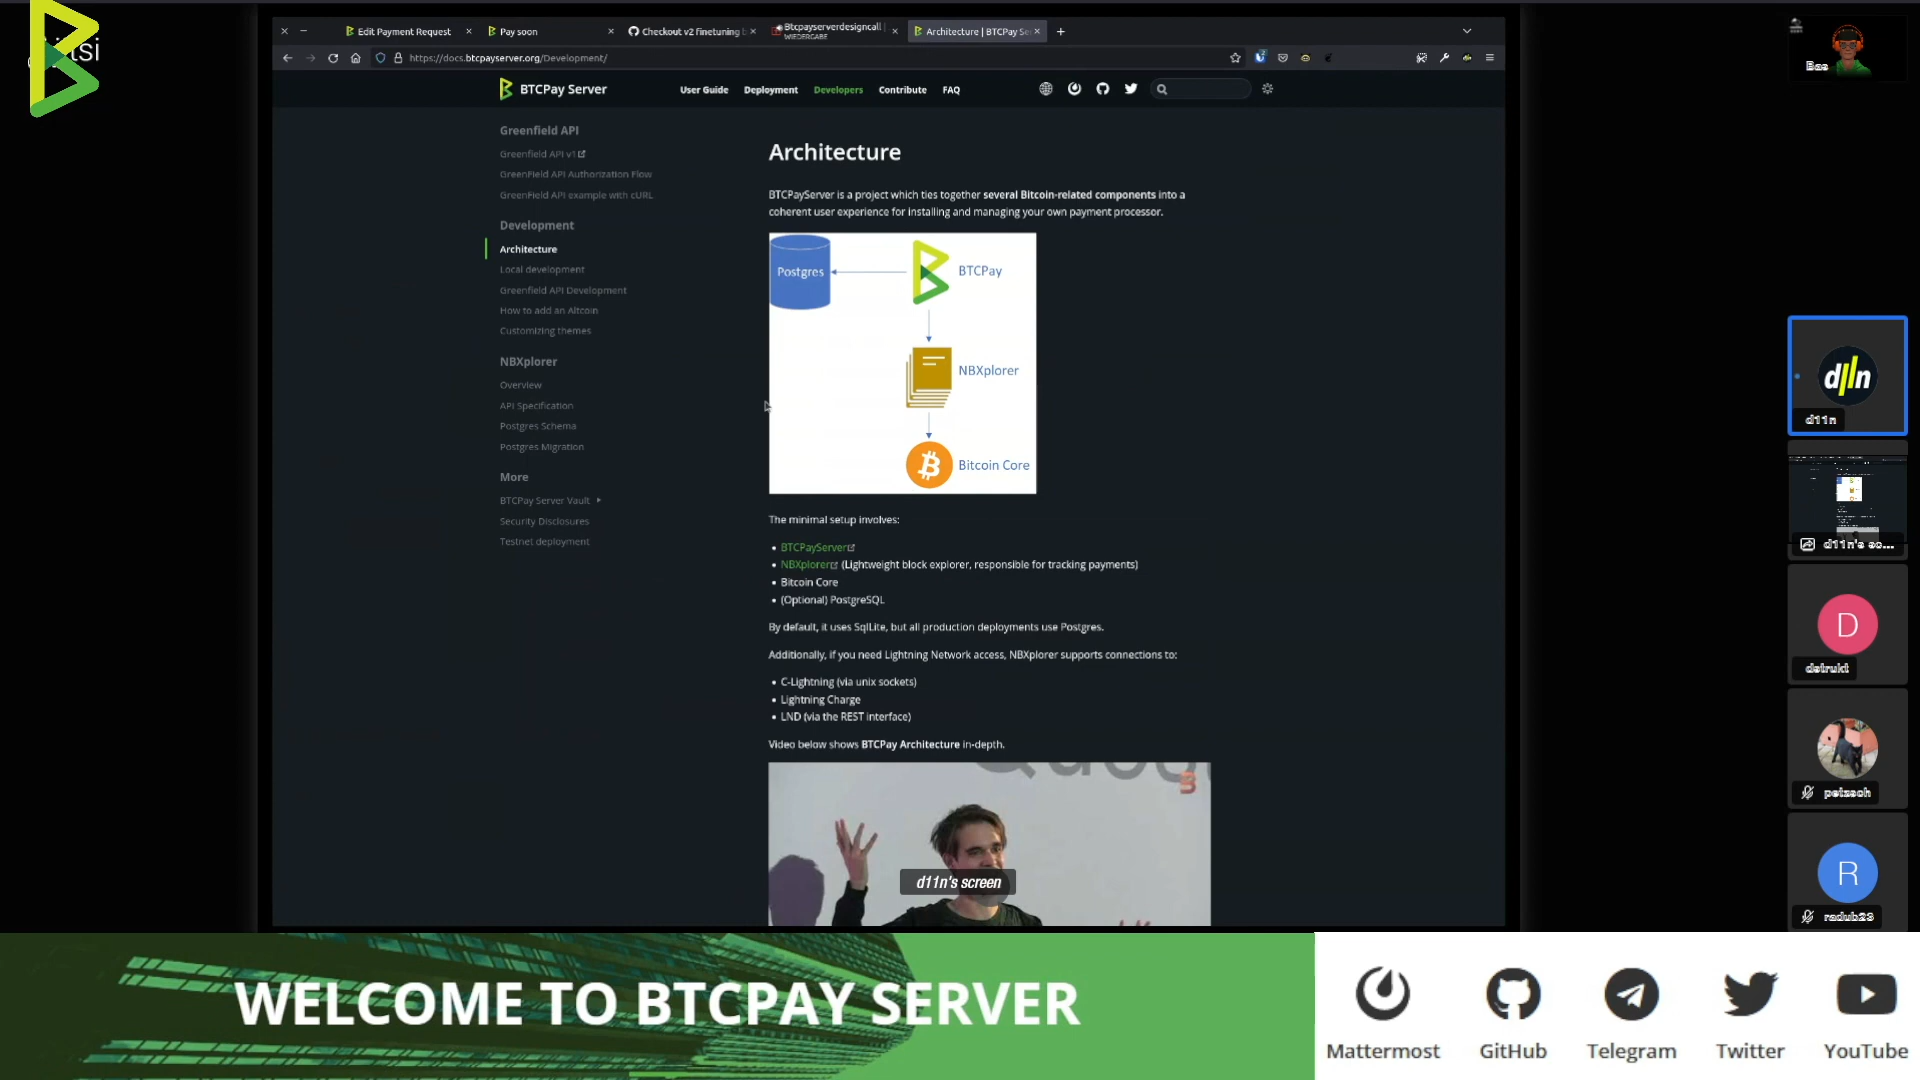 Edit Payment Request
Pay soon
Checkout v2 finetuning b
Btcpayserverdesigncall
WIEDERGABE
Architecture | BTCPay Se
https://docs.btcpayserver.org/Development/
BTCPay Server
User Guide
Deployment
Developers
Contribute
FAQ
Greenfield API
Greenfield API v1
GreenField API Authorization Flow
GreenField API example with cURL
Development
Architecture
Local development
Greenfield API Development
How to add an Altcoin
Customizing themes
NBXplorer
Overview
API Specification
Postgres Schema
Postgres Migration
More
BTCPay Server Vault
Security Disclosures
Testnet deployment
Architecture
BTCPayServer is a project which ties together several Bitcoin-related components into a
coherent user experience for installing and managing your own payment processor.
Postgres
BTCPay
NBXplorer
Bitcoin Core
The minimal setup involves:
• BTCPayServer
• NBXplorer (Lightweight block explorer, responsible for tracking payments)
• Bitcoin Core
• (Optional) PostgreSQL
By default, it uses SqlLite, but all production deployments use Postgres.
Additionally, if you need Lightning Network access, NBXplorer supports connections to:
• C-Lightning (via unix sockets)
• Lightning Charge
• LND (via the REST interface)
Video below shows BTCPay Architecture in-depth.
d11n's screen
Bas
d//n
d11n
d11n's sc...
D
detrukt
petzsch
R
radub23
WELCOME TO BTCPAY SERVER
Mattermost
GitHub
Telegram
Twitter
YouTube